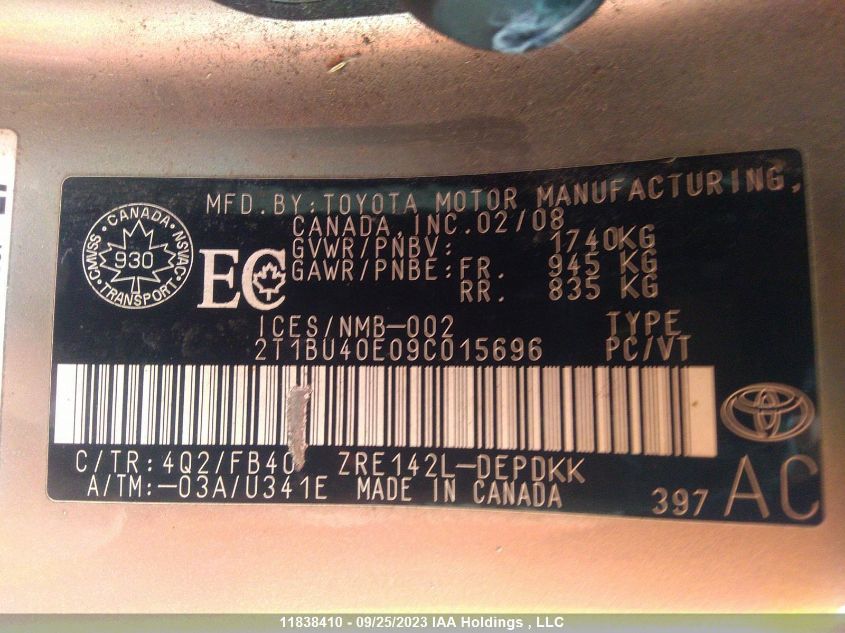 MFD.BY:TOYOTA MOTOR MANUFACTURING,
CANADA,INC.02/08
GVWR/PNBV: 1740KG
GAWR/PNBE:FR. 945 KG
RR. 835 KG
CANADA
CMVSS 930 NSVAC
TRANSPORT
EC
ICES/NMB-002 TYPE
2T1BU40E09C015696 PC/VT
C/TR:4Q2/FB40 ZRE142L-DEPDKK
A/TM:-03A/U341E MADE IN CANADA
397 AC
11838410 - 09/25/2023 IAA Holdings , LLC